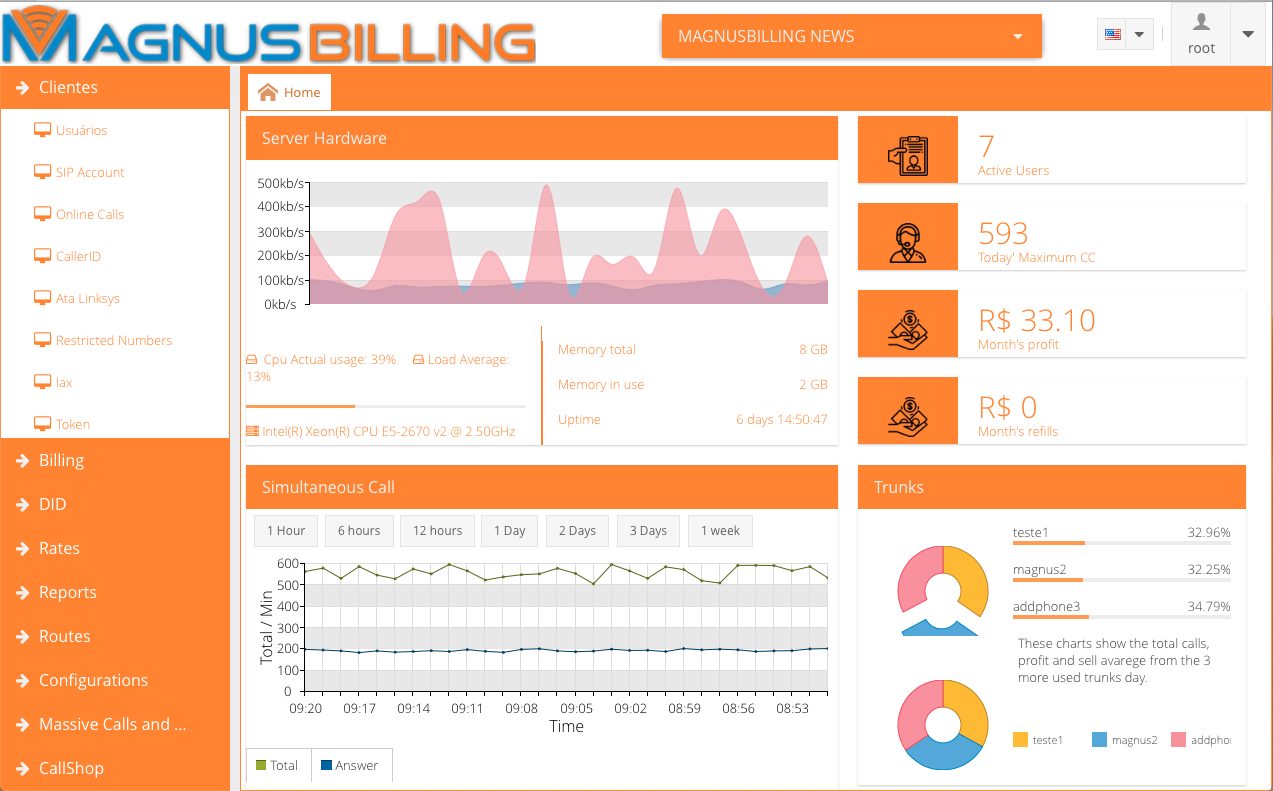 MAGNUSBILLING
MAGNUSBILLING NEWS
root
Clientes
Usuários
SIP Account
Online Calls
CallerID
Ata Linksys
Restricted Numbers
Iax
Token
Billing
DID
Rates
Reports
Routes
Configurations
Massive Calls and ...
CallShop
Home
Server Hardware
500kb/s
400kb/s
300kb/s
200kb/s
100kb/s
0kb/s
Cpu Actual usage: 39% Load Average:
13%
Intel(R) Xeon(R) CPU E5-2670 v2 @ 2.50GHz
Memory total 8 GB
Memory in use 2 GB
Uptime 6 days 14:50:47
7
Active Users
593
Today' Maximum CC
R$ 33.10
Month's profit
R$ 0
Month's refills
Simultaneous Call
1 Hour 6 hours 12 hours 1 Day 2 Days 3 Days 1 week
Total / Min
600
500
400
300
200
100
0
09:20 09:17 09:14 09:11 09:08 09:05 09:02 08:59 08:56 08:53
Time
Total Answer
Trunks
teste1 32.96%
magnus2 32.25%
addphone3 34.79%
These charts show the total calls,
profit and sell avarege from the 3
more used trunks day.
teste1 magnus2 addpho